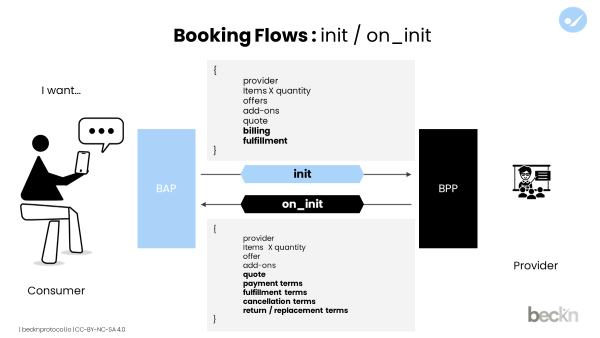 Booking Flows : init / on_init
I want...
{
provider
Items X quantity
offers
add-ons
quote
billing
fulfillment
}
BAP
init
on_init
BPP
{
provider
Items X quantity
offer
add-ons
quote
payment terms
fulfillment terms
cancellation terms
return / replacement terms
}
Consumer
Provider
| becknprotocol.io | CC-BY-NC-SA 4.0
beckn